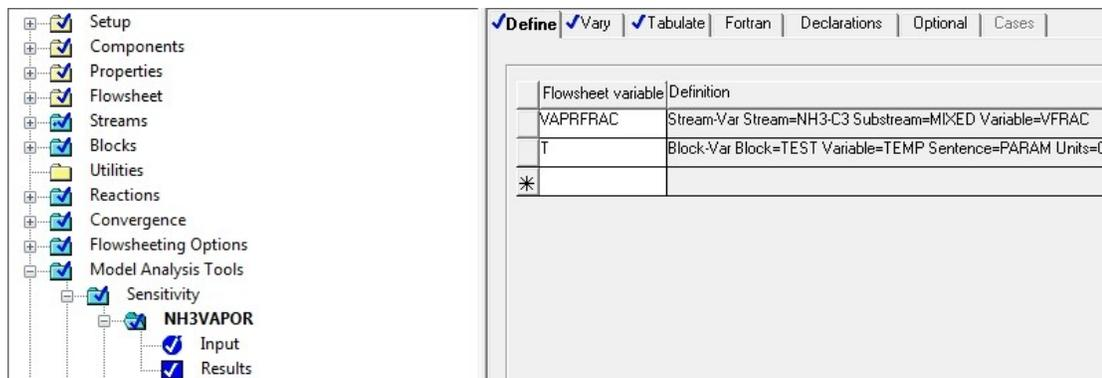 Setup
Components
Properties
Flowsheet
Streams
Blocks
Utilities
Reactions
Convergence
Flowsheeting Options
Model Analysis Tools
Sensitivity
NH3VAPOR
Input
Results
Define Vary Tabulate Fortran Declarations Optional Cases
Flowsheet variable Definition
VAPRFRAC Stream-Var Stream=NH3-C3 Substream=MIXED Variable=VFRAC
T Block-Var Block=TEST Variable=TEMP Sentence=PARAM Units=